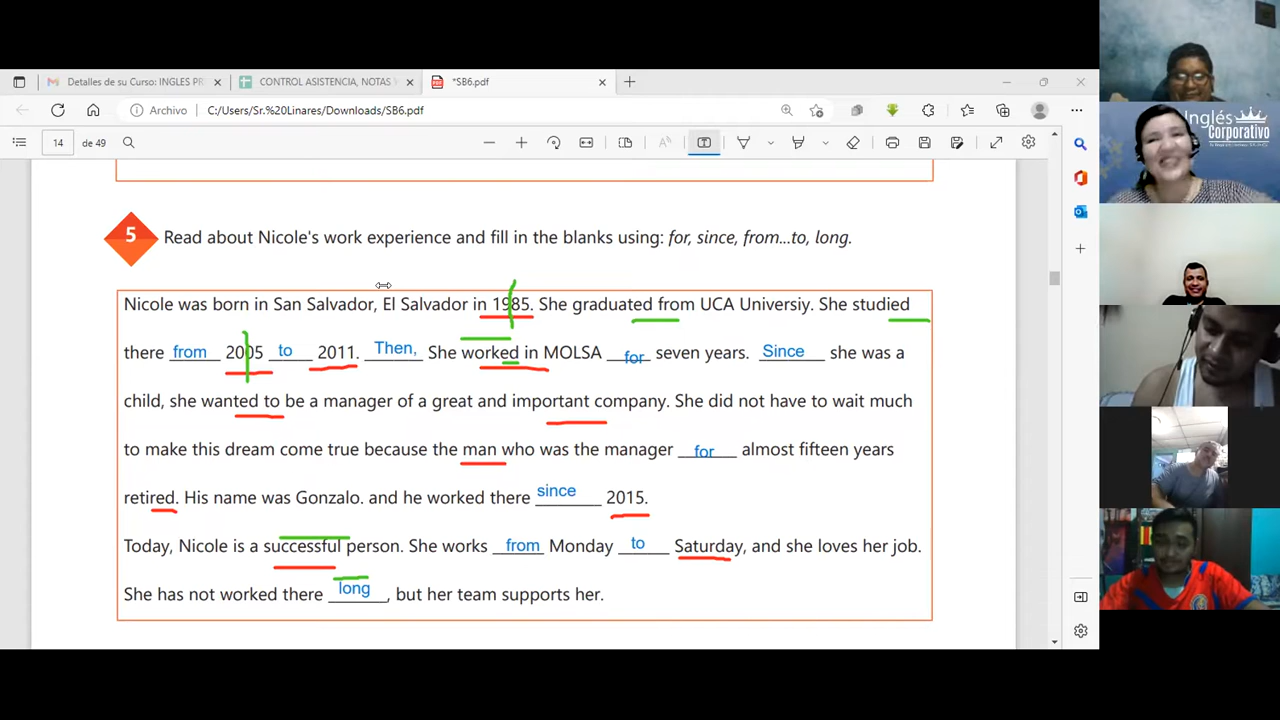 Detalles de su Curso: INGLES PR
CONTROL ASISTENCIA, NOTAS
*SB6.pdf
Archivo
C:/Users/Sr.%20Linares/Downloads/SB6.pdf
14 de 49
5
Read about Nicole's work experience and fill in the blanks using: for, since, from...to, long.
Nicole was born in San Salvador, El Salvador in 1985. She graduated from UCA Universiy. She studied
there from 2005 to 2011. Then, She worked in MOLSA for seven years. Since she was a
child, she wanted to be a manager of a great and important company. She did not have to wait much
to make this dream come true because the man who was the manager for almost fifteen years
retired. His name was Gonzalo. and he worked there since 2015.
Today, Nicole is a successful person. She works from Monday to Saturday, and she loves her job.
She has not worked there long, but her team supports her.
Inglés
Corporativo